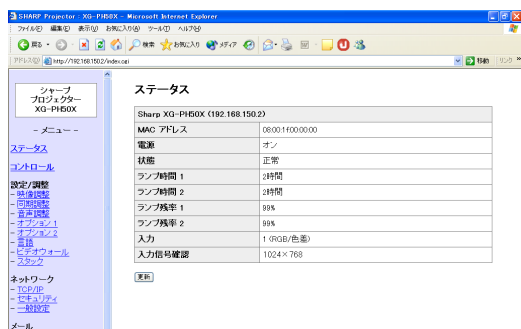 SHARP Projector : XG-PH50X - Microsoft Internet Explorer
ファイル(F) 編集(E) 表示(V) お気に入り(A) ツール(T) ヘルプ(H)
戻る 検索 お気に入り メディア
アドレス(D) http://192.168.150.2/index.cgi 移動 リンク »
シャープ
プロジェクター
XG-PH50X
- メニュー -
ステータス
コントロール
設定/調整
- 映像調整
- 同期調整
- 音声調整
- オプション 1
- オプション 2
- 言語
- ビデオウォール
- スタック
ネットワーク
- TCP/IP
- セキュリティ
- 一般設定
メール
ステータス
Sharp XG-PH50X (192.168.150.2)
MAC アドレス 08:00:1f:00:00:00
電源 オン
状態 正常
ランプ時間 1 2時間
ランプ時間 2 2時間
ランプ残率 1 99%
ランプ残率 2 99%
入力 1 (RGB/色差)
入力信号確認 1024×768
更新